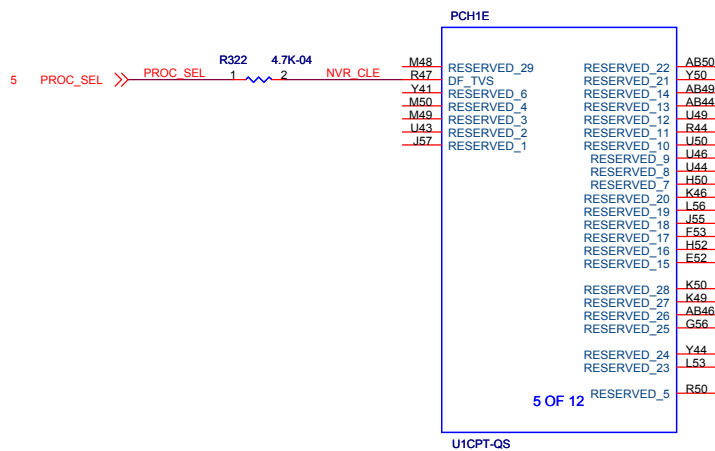 PCH1E
R322 4.7K-04
5 PROC_SEL PROC_SEL 1 2 NVR_CLE
M48 RESERVED_29 RESERVED_22 AB50
R47 DF_TVS RESERVED_21 Y50
Y41 RESERVED_6 RESERVED_14 AB49
M50 RESERVED_4 RESERVED_13 AB44
M49 RESERVED_3 RESERVED_12 U49
U43 RESERVED_2 RESERVED_11 R44
J57 RESERVED_1 RESERVED_10 U50
RESERVED_9 U46
RESERVED_8 U44
RESERVED_7 H50
RESERVED_20 K46
RESERVED_19 L56
RESERVED_18 J55
RESERVED_17 F53
RESERVED_16 H52
RESERVED_15 E52
RESERVED_28 K50
RESERVED_27 K49
RESERVED_26 AB46
RESERVED_25 G56
RESERVED_24 Y44
RESERVED_23 L53
RESERVED_5 R50
5 OF 12
U1CPT-QS